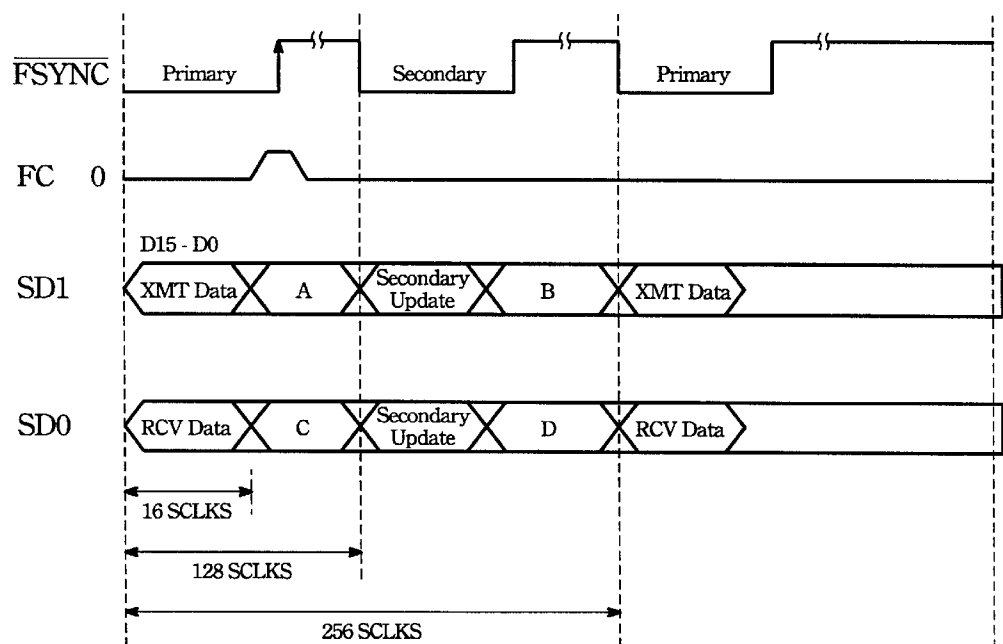 FSYNC Primary Secondary Primary
FC 0
D15 - D0
SD1 XMT Data A Secondary Update B XMT Data
SD0 RCV Data C Secondary Update D RCV Data
16 SCLKS
128 SCLKS
256 SCLKS